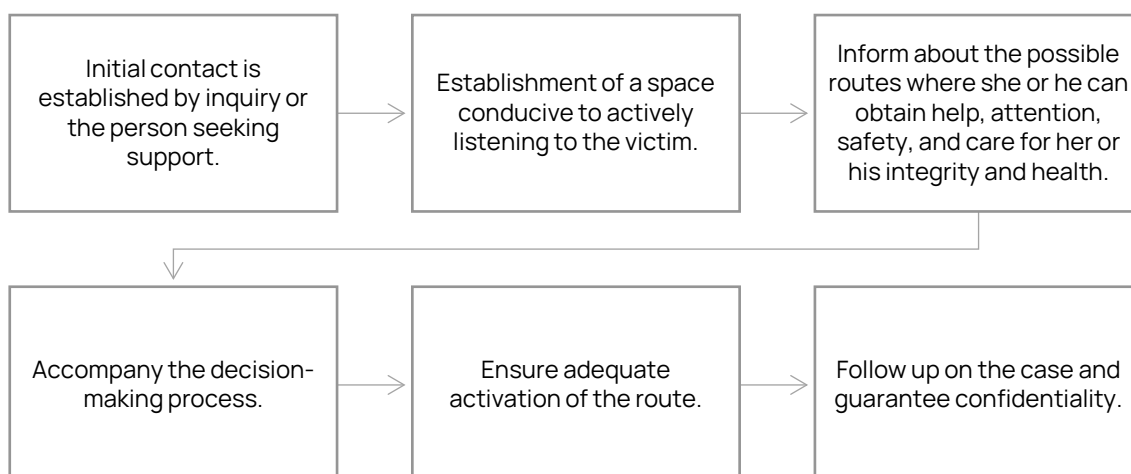 Initial contact is
established by inquiry or
the person seeking
support.
Establishment of a space
conducive to actively
listening to the victim.
Inform about the possible
routes where she or he can
obtain help, attention,
safety, and care for her or
his integrity and health.
Accompany the decision-
making process.
Ensure adequate
activation of the route.
Follow up on the case and
guarantee confidentiality.